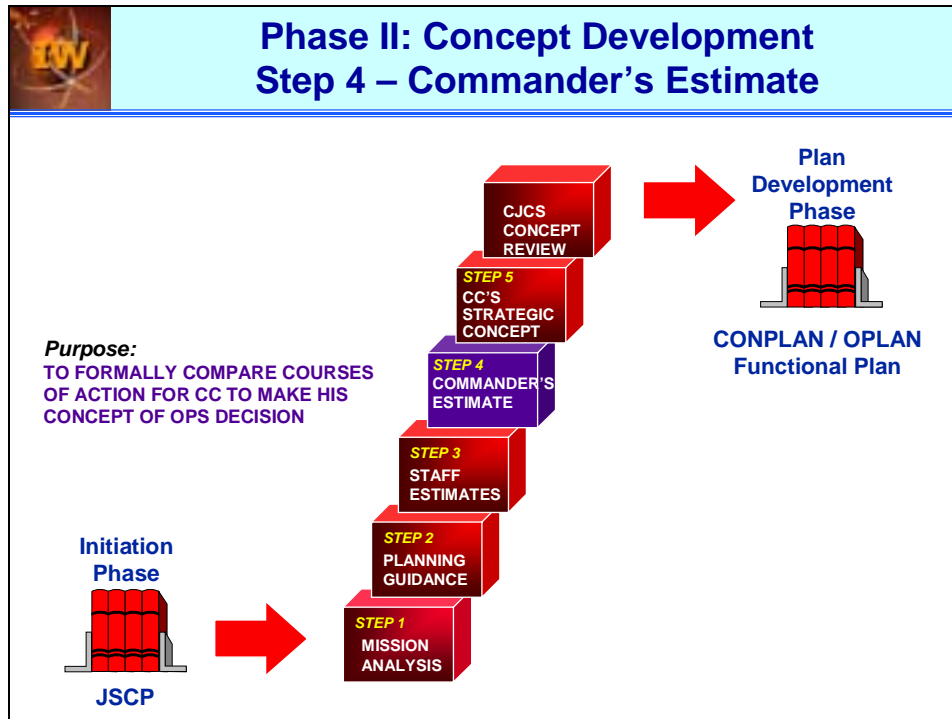 IW
Phase II: Concept Development
Step 4 – Commander's Estimate
Plan
Development
Phase
CJCS
CONCEPT
REVIEW
STEP 5
CC'S
STRATEGIC
CONCEPT
CONPLAN / OPLAN
Functional Plan
Purpose:
TO FORMALLY COMPARE COURSES
OF ACTION FOR CC TO MAKE HIS
CONCEPT OF OPS DECISION
STEP 4
COMMANDER'S
ESTIMATE
STEP 3
STAFF
ESTIMATES
STEP 2
PLANNING
GUIDANCE
Initiation
Phase
STEP 1
MISSION
ANALYSIS
JSCP